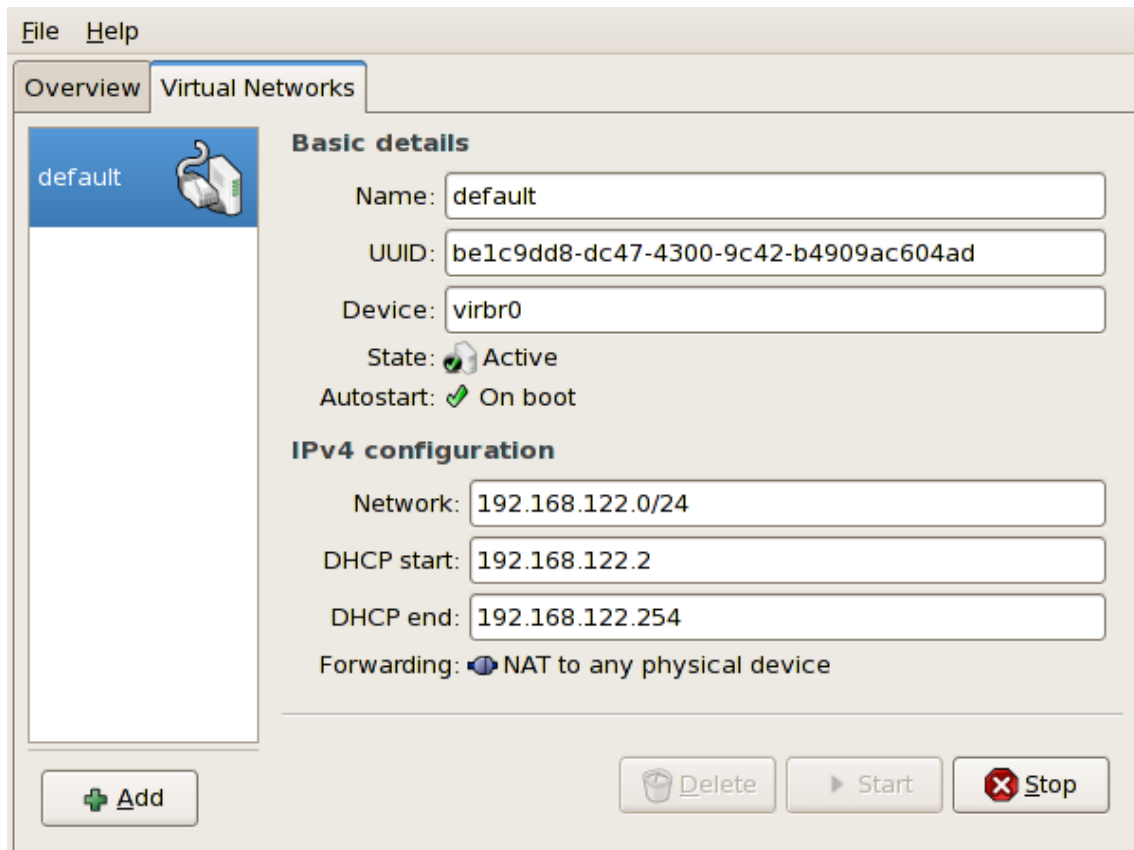 File Help
Overview Virtual Networks
default
Basic details
Name: default
UUID: be1c9dd8-dc47-4300-9c42-b4909ac604ad
Device: virbr0
State: Active
Autostart: On boot
IPv4 configuration
Network: 192.168.122.0/24
DHCP start: 192.168.122.2
DHCP end: 192.168.122.254
Forwarding: NAT to any physical device
Add Delete Start Stop